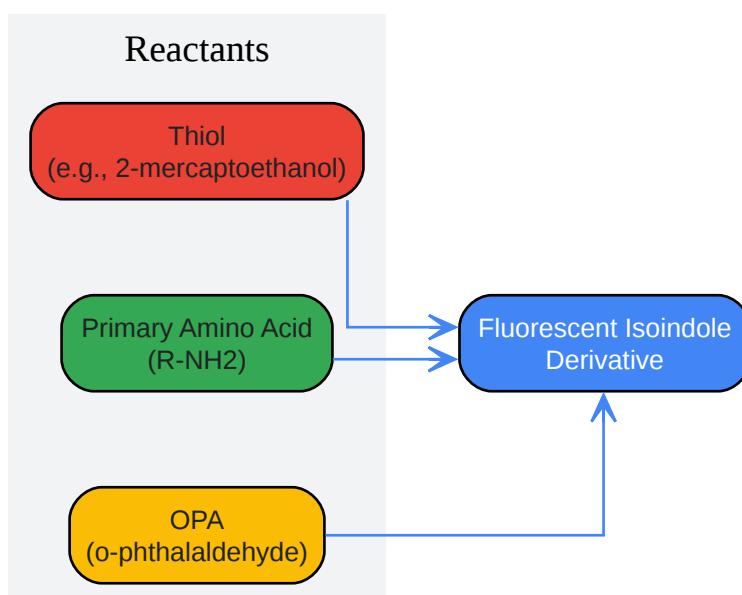 Reactants
Thiol
(e.g., 2-mercaptoethanol)
Primary Amino Acid
(R-NH2)
Fluorescent Isoindole
Derivative
OPA
(o-phthalaldehyde)